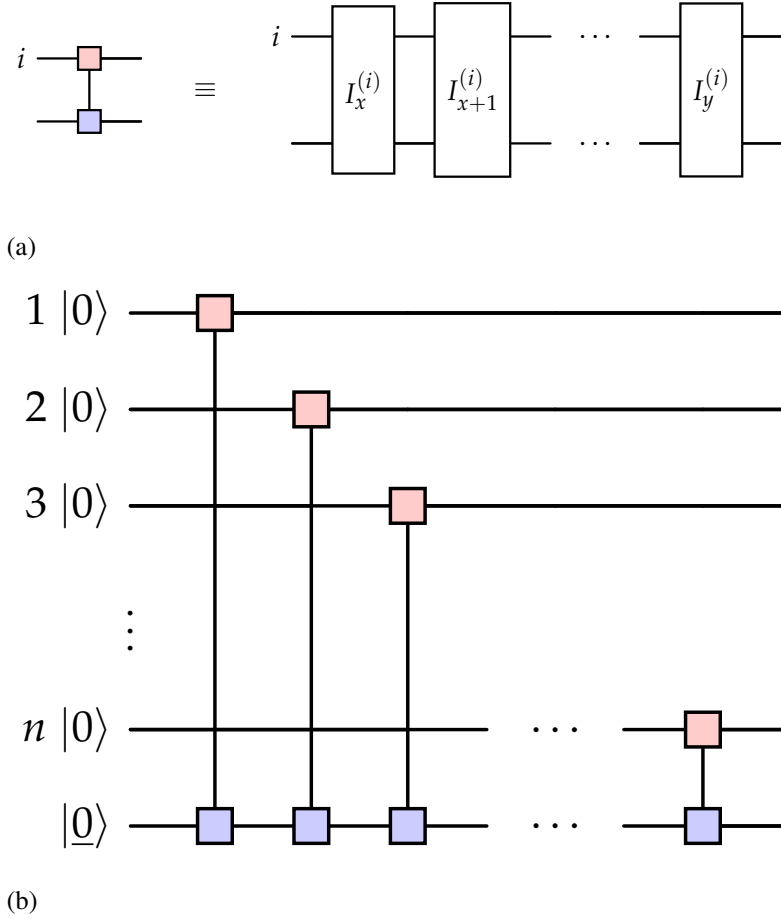 i ≡ i I_x^{(i)} I_{x+1}^{(i)} ⋯ I_y^{(i)}
⋯
(a)
1 |0⟩
2 |0⟩
3 |0⟩
⋮
n |0⟩ ⋯
|<u>0</u>⟩ ⋯
(b)